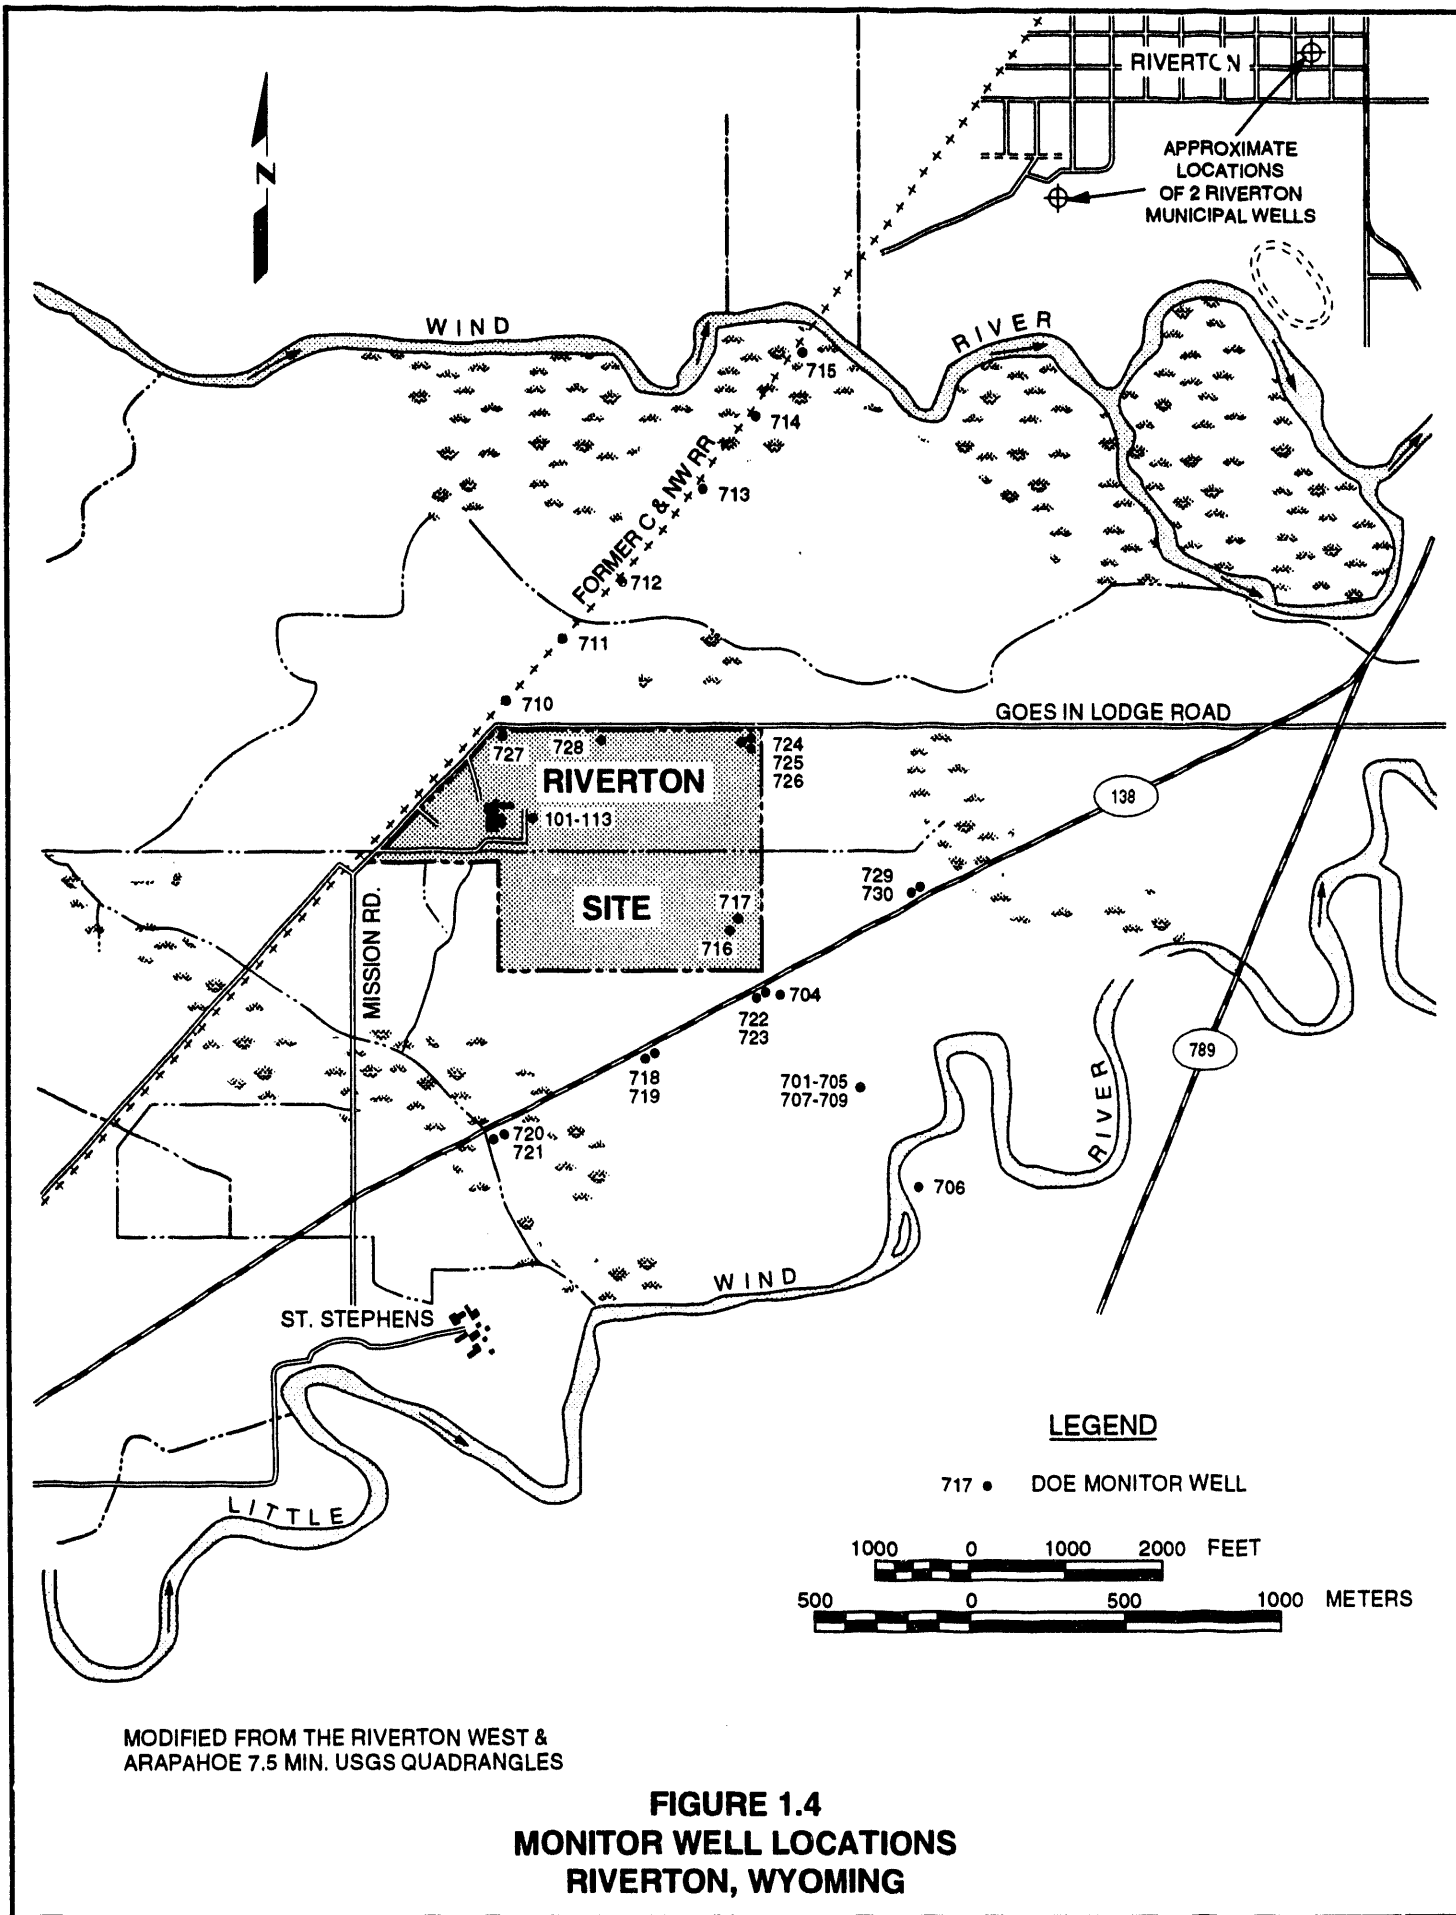 RIVERTON
N
APPROXIMATE
LOCATIONS
OF 2 RIVERTON
MUNICIPAL WELLS
WIND
RIVER
715
714
FORMER C & NW RR
713
712
711
710
GOES IN LODGE ROAD
727
728
724
725
726
RIVERTON
138
101-113
729
730
SITE
717
716
MISSION RD.
704
722
723
789
718
719
701-705
707-709
RIVER
720
721
706
WIND
ST. STEPHENS
LITTLE
LEGEND
717 • DOE MONITOR WELL
1000 0 1000 2000 FEET
500 0 500 1000 METERS
MODIFIED FROM THE RIVERTON WEST &
ARAPAHOE 7.5 MIN. USGS QUADRANGLES
FIGURE 1.4
MONITOR WELL LOCATIONS
RIVERTON, WYOMING